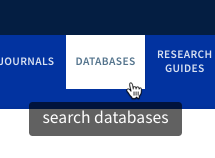 JOURNALS
DATABASES
RESEARCH
GUIDES
search databases